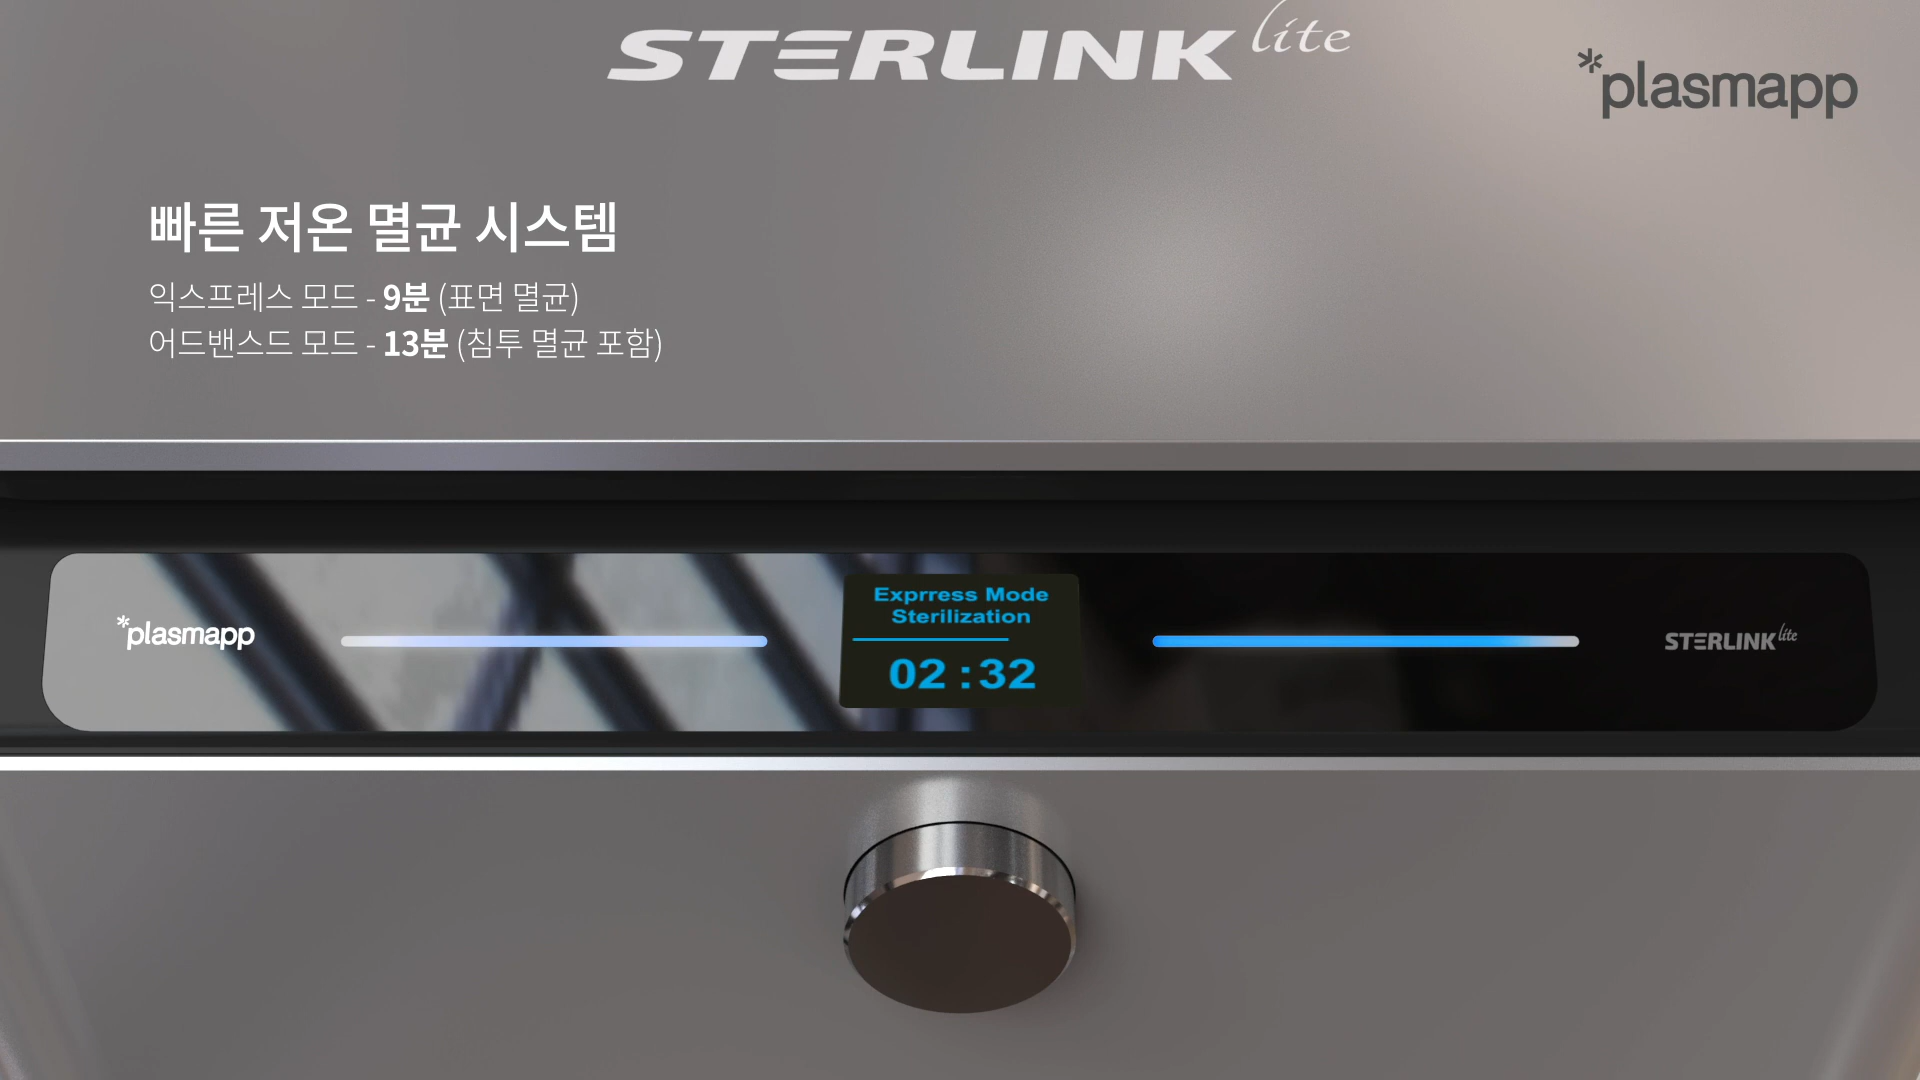 STERLINK lite
*plasmapp
빠른 저온 멸균 시스템
익스프레스 모드 - 9분 (표면 멸균)
어드밴스드 모드 - 13분 (침투 멸균 포함)
*plasmapp
Exprress Mode
Sterilization
02 : 32
STERLINK lite